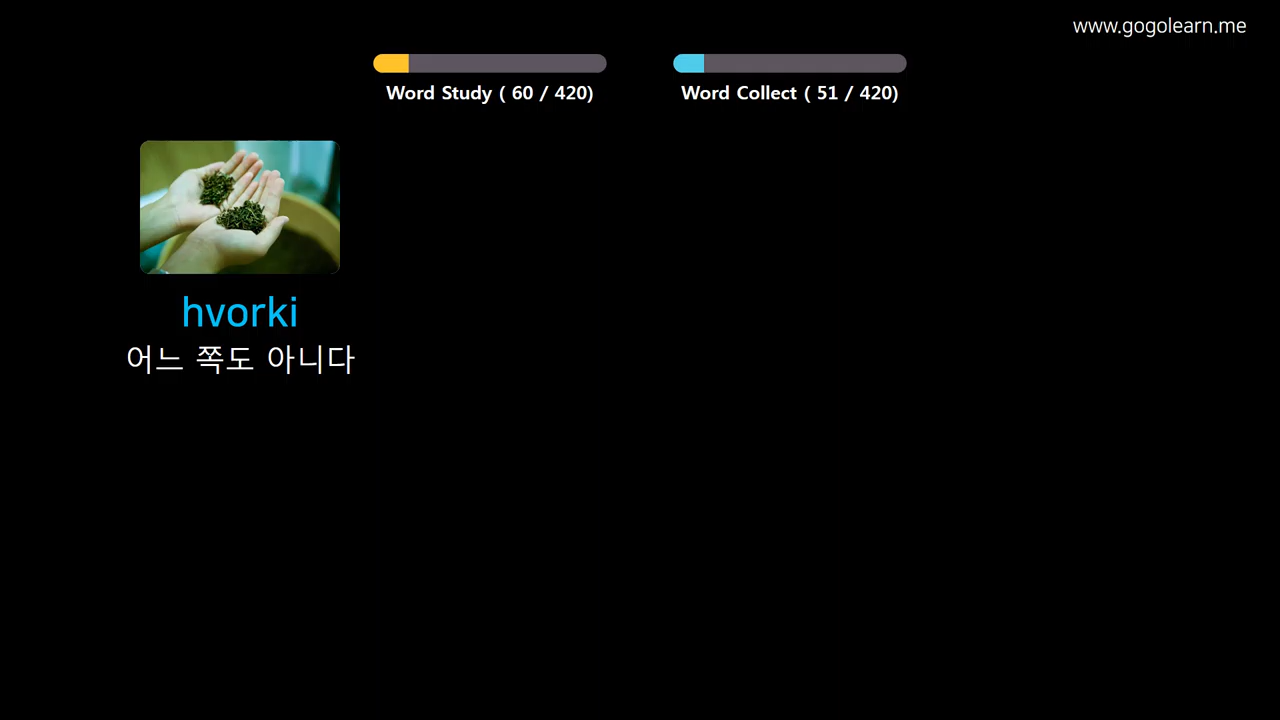 www.gogolearn.me
Word Study ( 60 / 420)
Word Collect ( 51 / 420)
hvorki
어느 쪽도 아니다